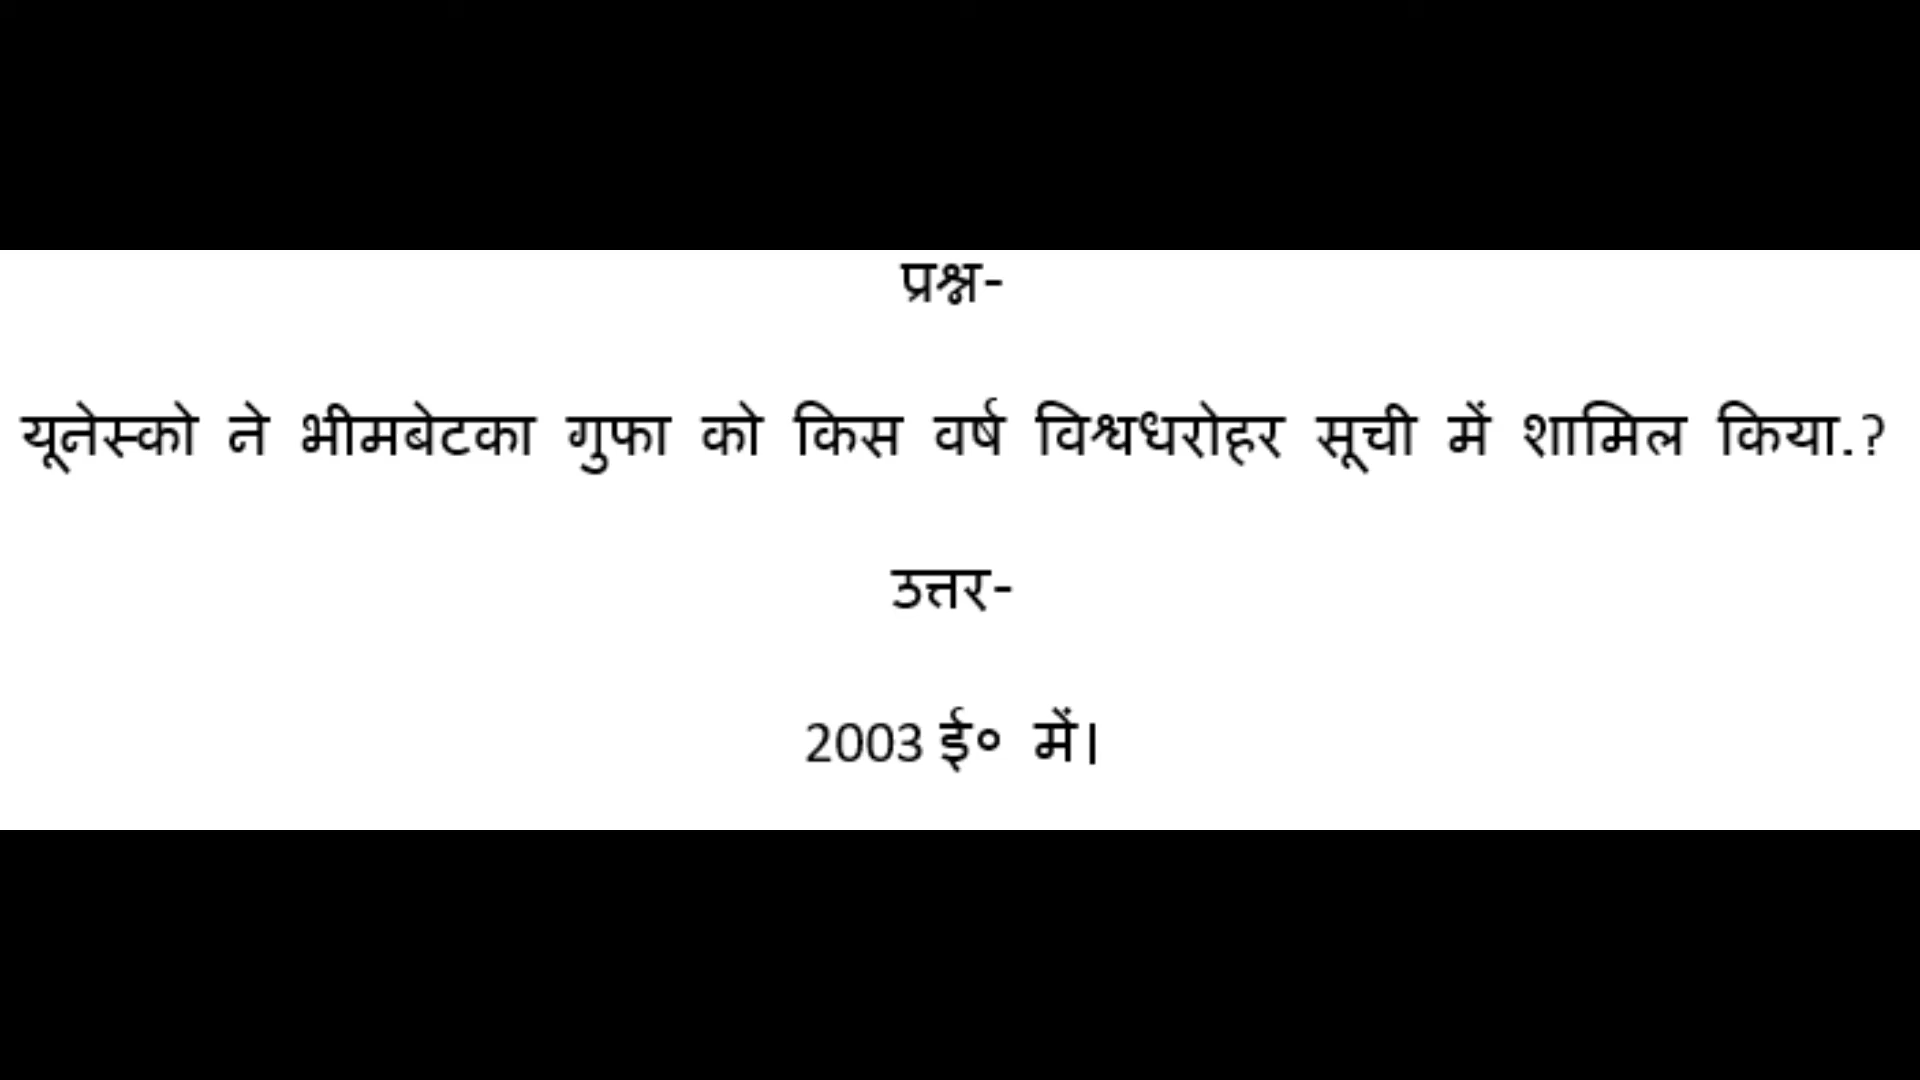 प्रश्न-
यूनेस्को ने भीमबेटका गुफा को किस वर्ष विश्वधरोहर सूची में शामिल किया.?
उत्तर-
2003 ई० में।